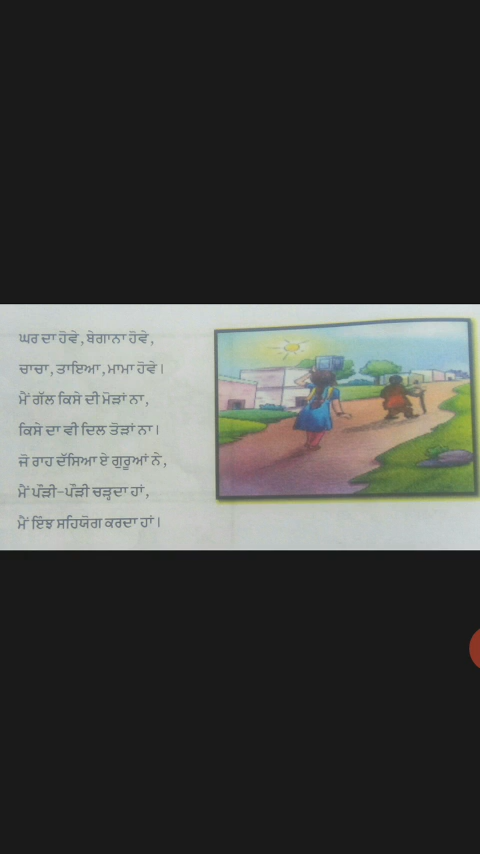 ਘਰ ਦਾ ਹੋਵੇ, ਬੇਗਾਨਾ ਹੋਵੇ,
ਚਾਚਾ, ਤਾਇਆ, ਮਾਮਾ ਹੋਵੇ।
ਮੈਂ ਗੱਲ ਕਿਸੇ ਦੀ ਮੋੜਾਂ ਨਾ,
ਕਿਸੇ ਦਾ ਵੀ ਦਿਲ ਤੋੜਾਂ ਨਾ।
ਜੋ ਰਾਹ ਦੱਸਿਆ ਏ ਗੁਰੂਆਂ ਨੇ,
ਮੈਂ ਪੌੜੀ-ਪੌੜੀ ਚੜ੍ਹਦਾ ਹਾਂ,
ਮੈਂ ਇੰਝ ਸਹਿਯੋਗ ਕਰਦਾ ਹਾਂ।